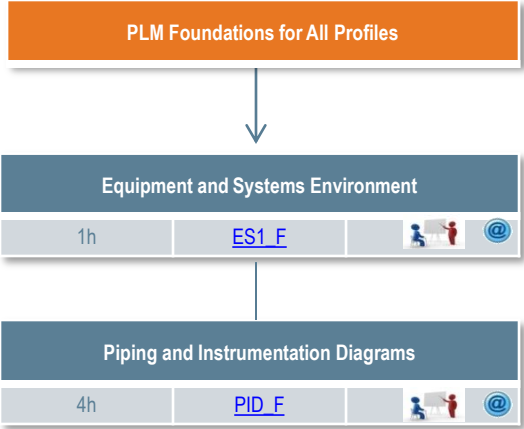 PLM Foundations for All Profiles
Equipment and Systems Environment
1h ES1_F @
Piping and Instrumentation Diagrams
4h PID_F @